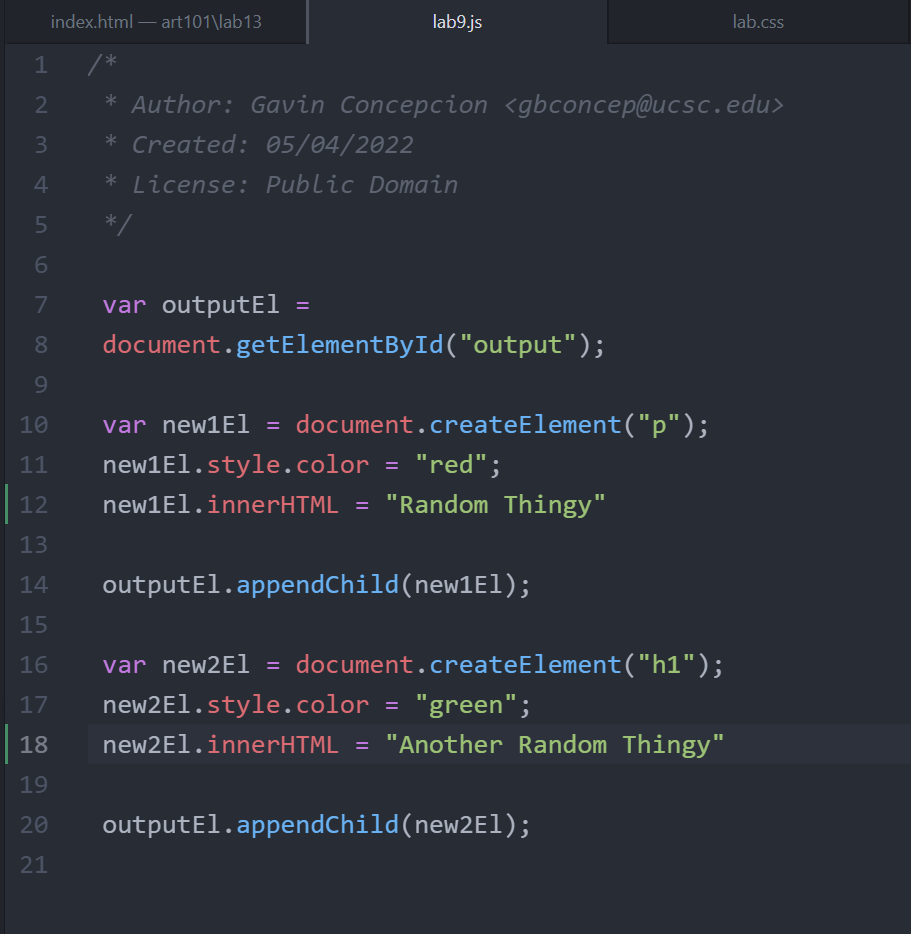 index.html — art101\lab13 lab9.js lab.css
1 /*
2 * Author: Gavin Concepcion <gbconcep@ucsc.edu>
3 * Created: 05/04/2022
4 * License: Public Domain
5 */
6
7 var outputEl =
8 document.getElementById("output");
9
10 var new1El = document.createElement("p");
11 new1El.style.color = "red";
12 new1El.innerHTML = "Random Thingy"
13
14 outputEl.appendChild(new1El);
15
16 var new2El = document.createElement("h1");
17 new2El.style.color = "green";
18 new2El.innerHTML = "Another Random Thingy"
19
20 outputEl.appendChild(new2El);
21